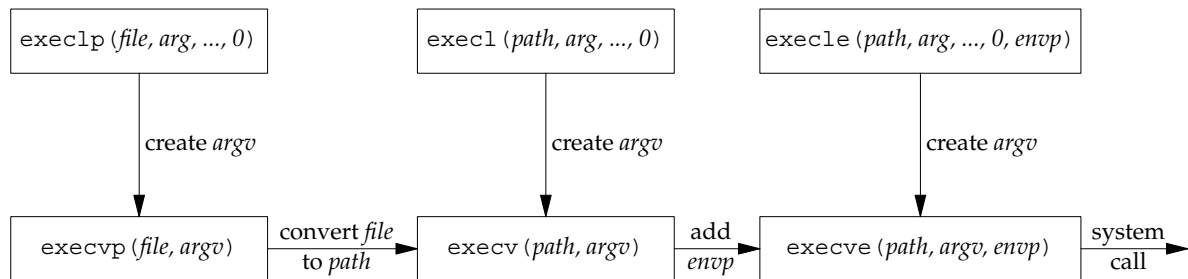 execlp(file, arg, ..., 0)
execl(path, arg, ..., 0)
execle(path, arg, ..., 0, envp)
create argv
create argv
create argv
execvp(file, argv)
convert file
to path
execv(path, argv)
add
envp
execve(path, argv, envp)
system
call